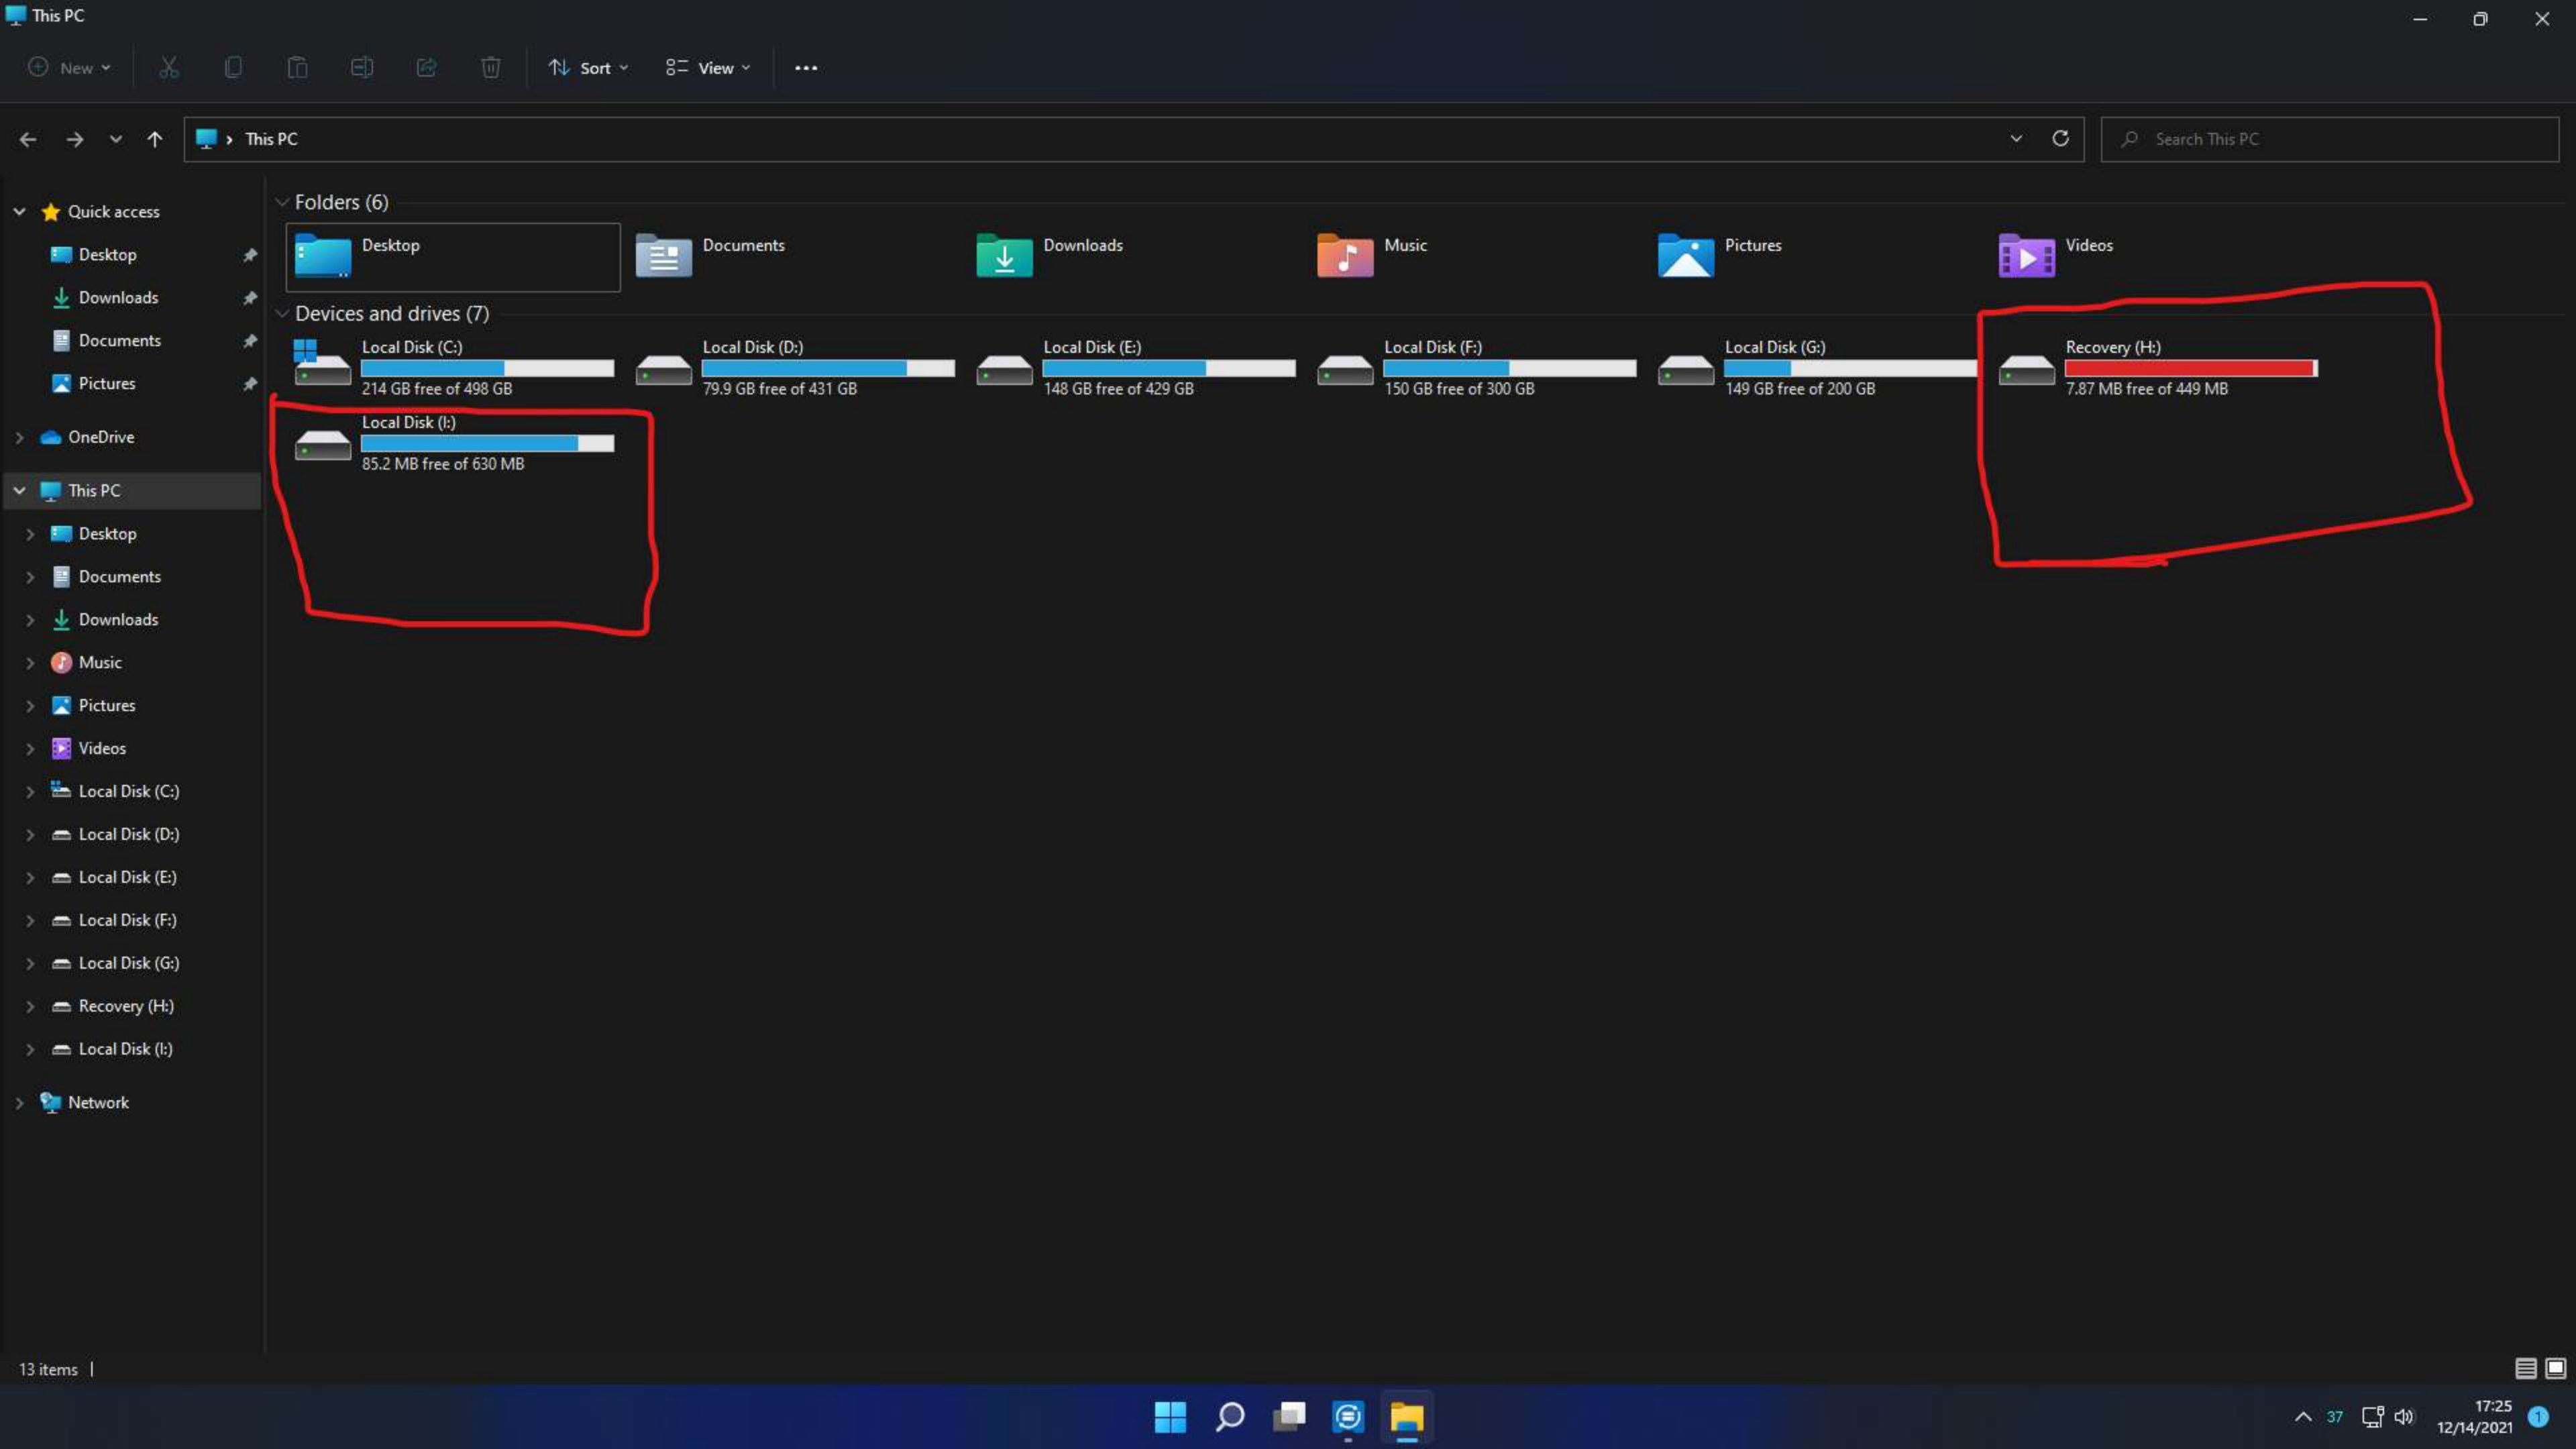 This PC
New
Sort
View
This PC
Search This PC
Quick access
Desktop
Downloads
Documents
Pictures
OneDrive
This PC
Desktop
Documents
Downloads
Music
Pictures
Videos
Local Disk (C:)
Local Disk (D:)
Local Disk (E:)
Local Disk (F:)
Local Disk (G:)
Recovery (H:)
Local Disk (I:)
Network
Folders (6)
Desktop
Documents
Downloads
Music
Pictures
Videos
Devices and drives (7)
Local Disk (C:)
214 GB free of 498 GB
Local Disk (D:)
79.9 GB free of 431 GB
Local Disk (E:)
148 GB free of 429 GB
Local Disk (F:)
150 GB free of 300 GB
Local Disk (G:)
149 GB free of 200 GB
Recovery (H:)
7.87 MB free of 449 MB
Local Disk (I:)
85.2 MB free of 630 MB
13 items
37
17:25
12/14/2021
1